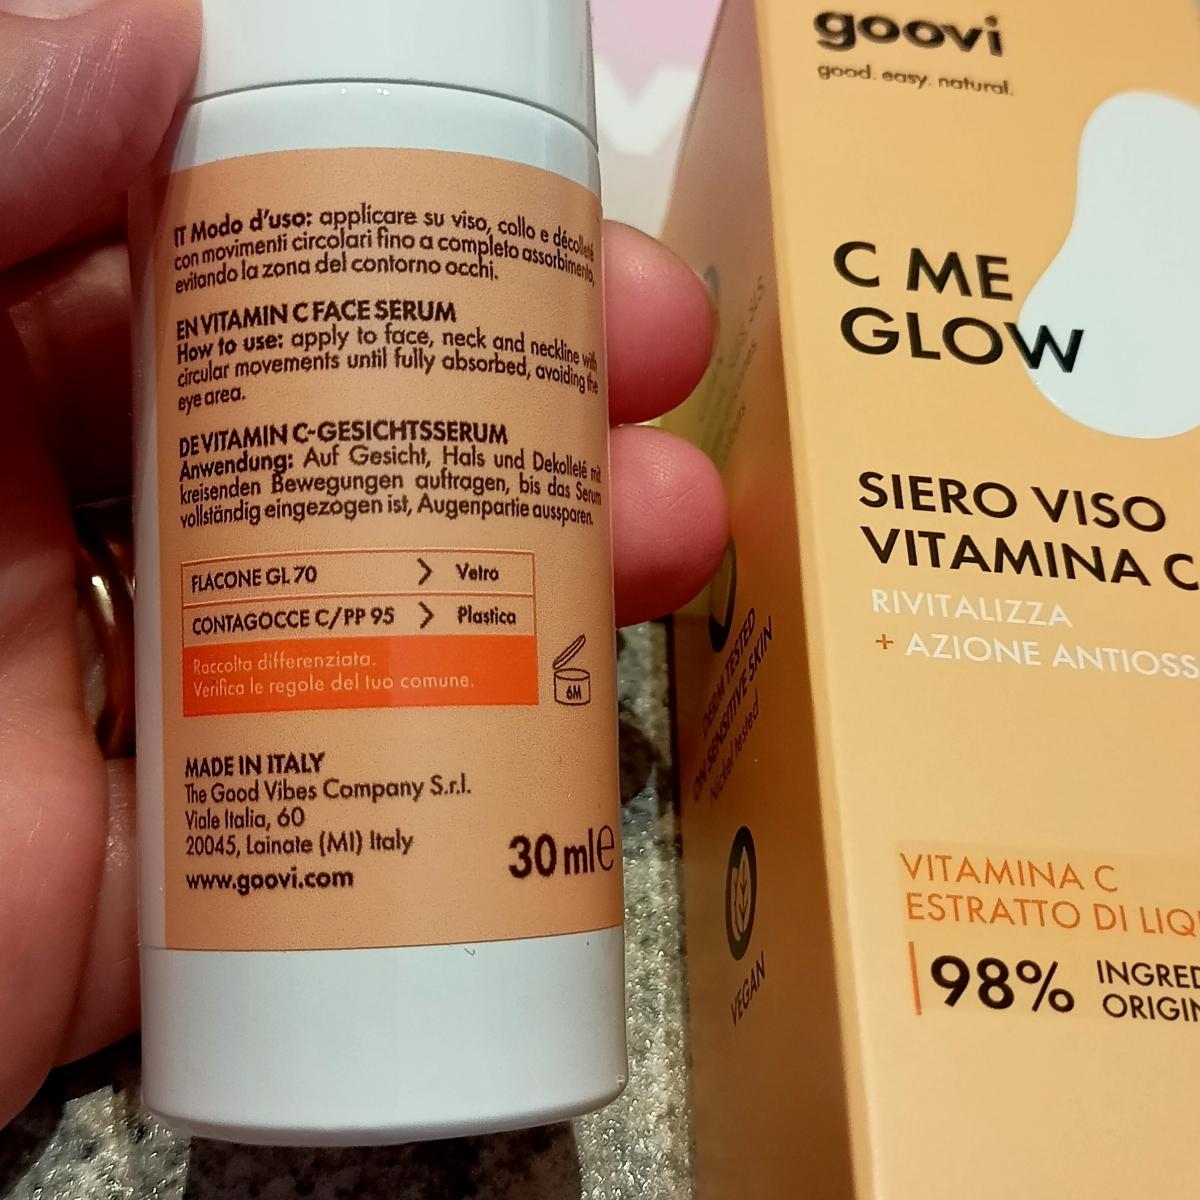 IT Modo d'uso: applicare su viso, collo e décolleté
con movimenti circolari fino a completo assorbimento,
evitando la zona del contorno occhi.
EN VITAMIN C FACE SERUM
How to use: apply to face, neck and neckline with
circular movements until fully absorbed, avoiding the
eye area.
DE VITAMIN C-GESICHTSSERUM
Anwendung: Auf Gesicht, Hals und Dekolleté mit
kreisenden Bewegungen auftragen, bis das Serum
vollständig eingezogen ist, Augenpartie aussparen.
FLACONE GL 70 > Vetro
CONTAGOCCE C/PP 95 > Plastica
Raccolta differenziata.
Verifica le regole del tuo comune.
6M
MADE IN ITALY
The Good Vibes Company S.r.l.
Viale Italia, 60
20045, Lainate (MI) Italy
www.goovi.com
30 ml e
goovi
good. easy. natural.
C ME
GLOW
SIERO VISO
VITAMINA C
RIVITALIZZA
+ AZIONE ANTIOSS
VITAMINA C
ESTRATTO DI LIQ
98% INGRED
ORIGIN
DERM TESTED
ON SENSITIVE SKIN
Nickel tested
VEGAN